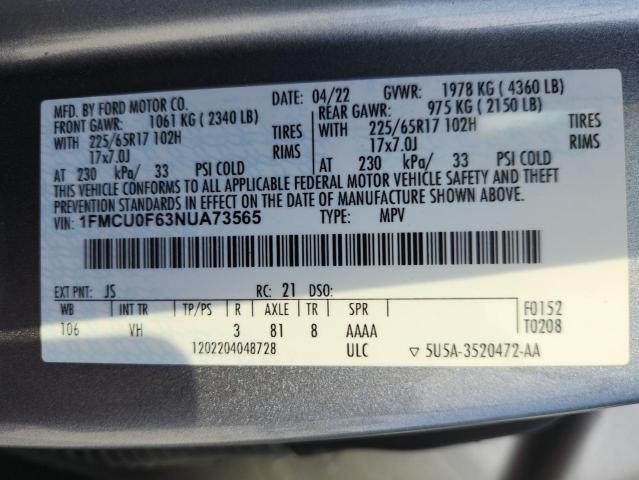 MFD. BY FORD MOTOR CO. DATE: 04/22 GVWR: 1978 KG ( 4360 LB)
FRONT GAWR: 1061 KG ( 2340 LB) REAR GAWR: 975 KG ( 2150 LB)
WITH 225/65R17 102H TIRES WITH 225/65R17 102H TIRES
17x7.0J RIMS 17x7.0J RIMS
AT 230 kPa/ 33 PSI COLD AT 230 kPa/ 33 PSI COLD
THIS VEHICLE CONFORMS TO ALL APPLICABLE FEDERAL MOTOR VEHICLE SAFETY AND THEFT
PREVENTION STANDARDS IN EFFECT ON THE DATE OF MANUFACTURE SHOWN ABOVE.
VIN: 1FMCU0F63NUA73565 TYPE: MPV
EXT PNT: JS RC: 21 DSO:
WB INT TR TP/PS R AXLE TR SPR F0152
106 VH 3 81 8 AAAA T0208
1202204048728 ULC ▽ 5U5A-3520472-AA